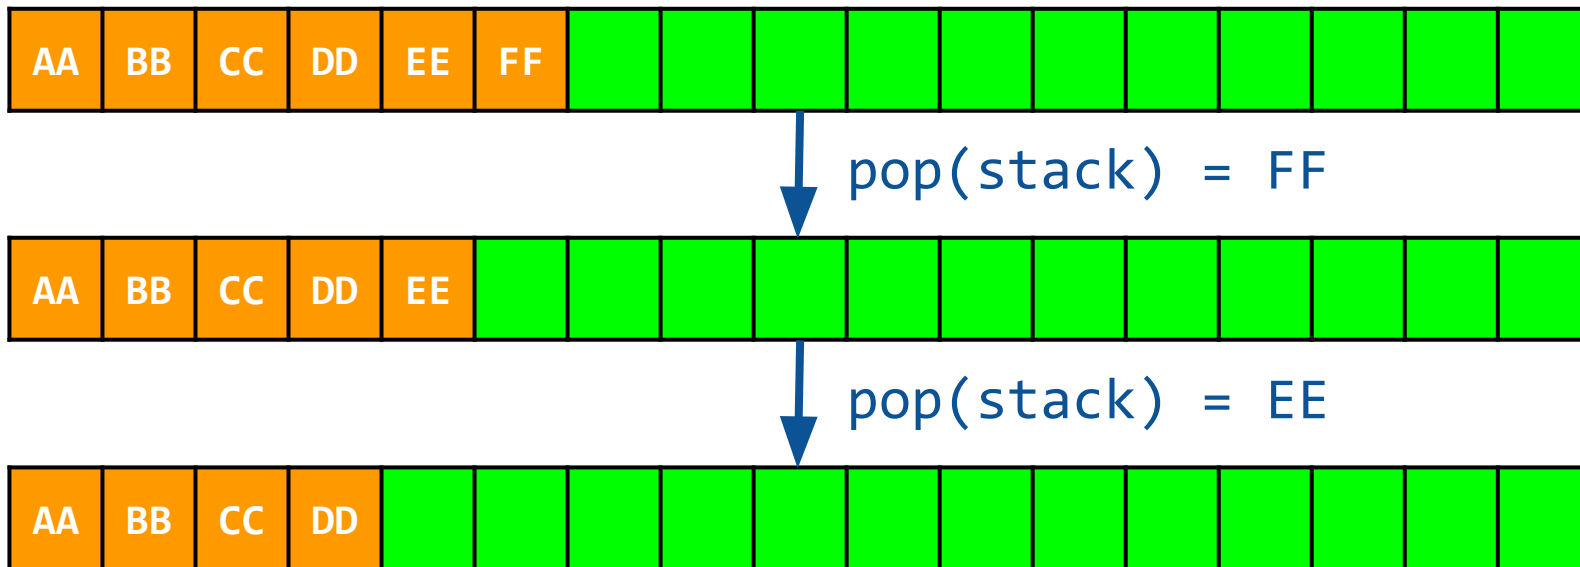 AA BB CC DD EE FF
pop(stack) = FF
AA BB CC DD EE
pop(stack) = EE
AA BB CC DD